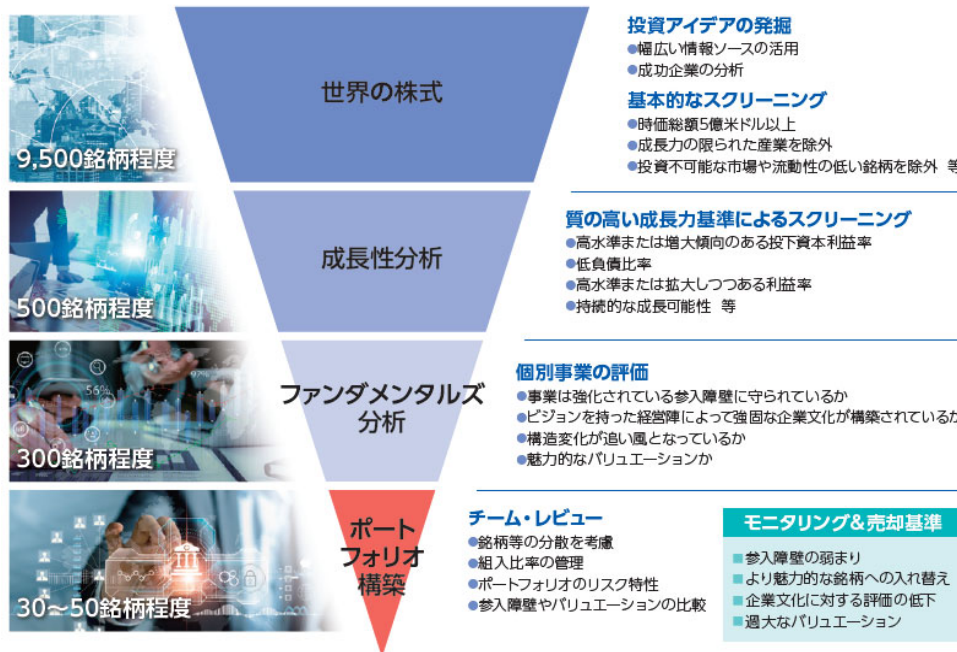 世界の株式
9,500銘柄程度
投資アイデアの発掘
●幅広い情報ソースの活用
●成功企業の分析
基本的なスクリーニング
●時価総額5億米ドル以上
●成長力の限られた産業を除外
●投資不可能な市場や流動性の低い銘柄を除外 等
成長性分析
500銘柄程度
質の高い成長力基準によるスクリーニング
●高水準または増大傾向のある投下資本利益率
●低負債比率
●高水準または拡大しつつある利益率
●持続的な成長可能性 等
ファンダメンタルズ
分析
56%
300銘柄程度
個別事業の評価
●事業は強化されている参入障壁に守られているか
●ビジョンを持った経営陣によって強固な企業文化が構築されているか
●構造変化が追い風となっているか
●魅力的なバリュエーションか
ポート
フォリオ
構築
30〜50銘柄程度
チーム・レビュー
●銘柄等の分散を考慮
●組入比率の管理
●ポートフォリオのリスク特性
●参入障壁やバリュエーションの比較
モニタリング&売却基準
■参入障壁の弱まり
■より魅力的な銘柄への入れ替え
■企業文化に対する評価の低下
■過大なバリュエーション